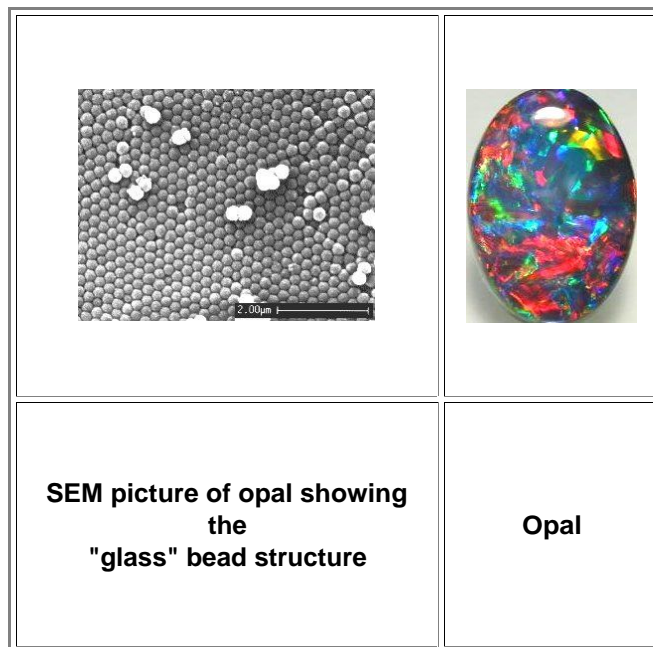 2.00µm
SEM picture of opal showing
the
"glass" bead structure
Opal